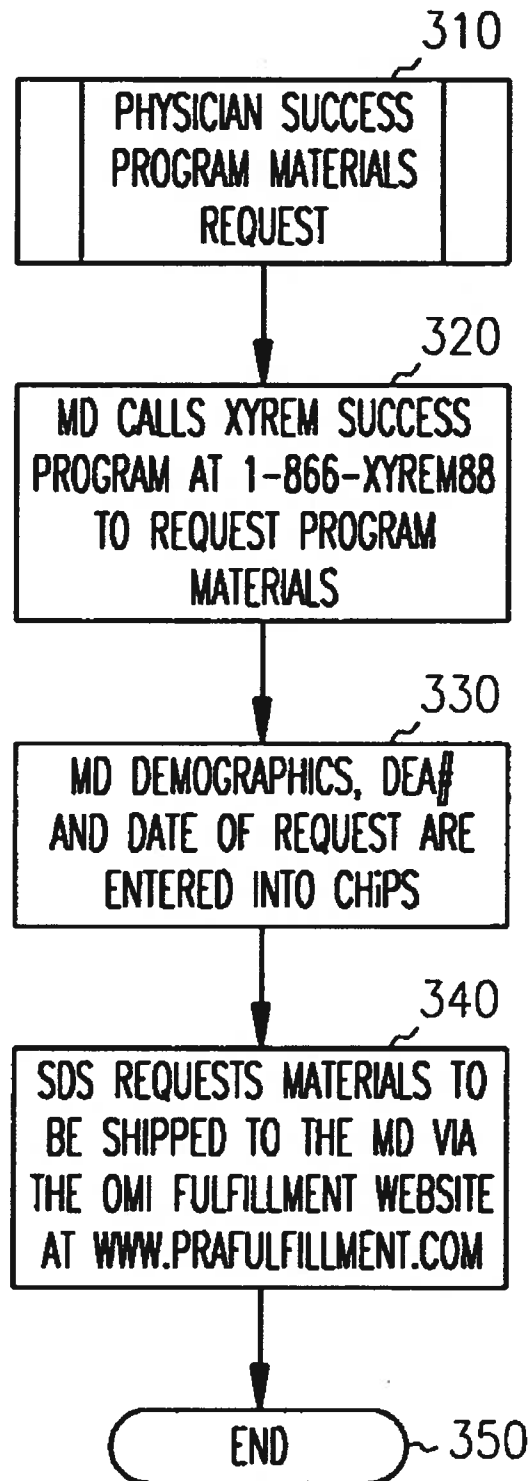 310
PHYSICIAN SUCCESS
PROGRAM MATERIALS
REQUEST
320
MD CALLS XYREM SUCCESS
PROGRAM AT 1-866-XYREM88
TO REQUEST PROGRAM
MATERIALS
330
MD DEMOGRAPHICS, DEA#
AND DATE OF REQUEST ARE
ENTERED INTO CHiPS
340
SDS REQUESTS MATERIALS TO
BE SHIPPED TO THE MD VIA
THE OMI FULFILLMENT WEBSITE
AT WWW.PRAFULFILLMENT.COM
END
350